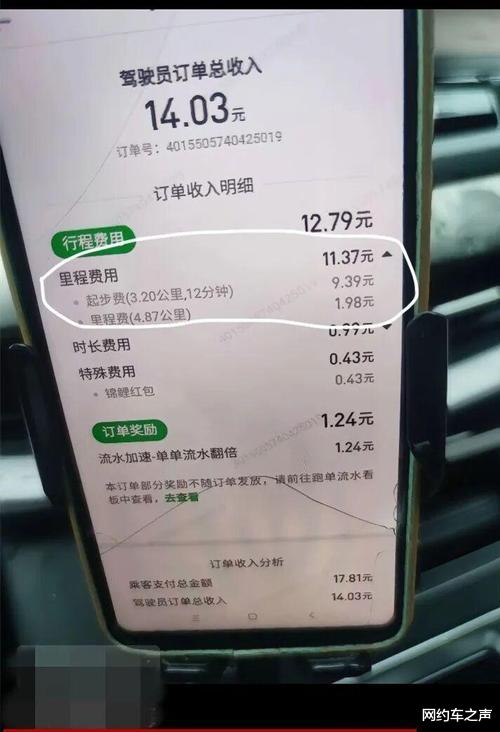 驾驶员订单总收入
14.03元
订单号：4015505740425019
订单收入明细
行程费用 12.79元
里程费用 11.37元
起步费(3.20公里,12分钟) 9.39元
里程费(4.87公里) 1.98元
时长费用 0.99元
特殊费用 0.43元
锦鲤红包 0.43元
订单奖励 1.24元
流水加速-单单流水翻倍 1.24元
本订单部分奖励不随订单发放，请前往跑单流水看
板中查看，去查看
订单收入分析
乘客支付总金额 17.81元
驾驶员订单总收入 14.03元
网约车之声